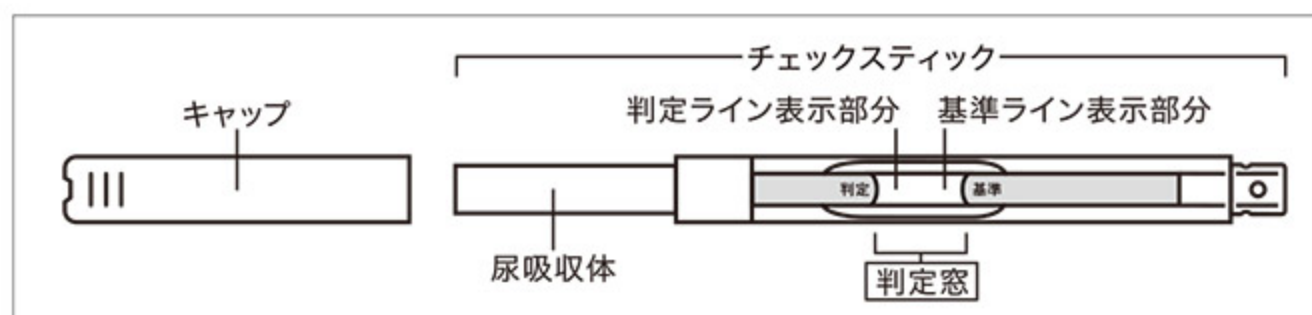 チェックスティック
キャップ
判定ライン表示部分
基準ライン表示部分
判定
基準
尿吸収体
判定窓